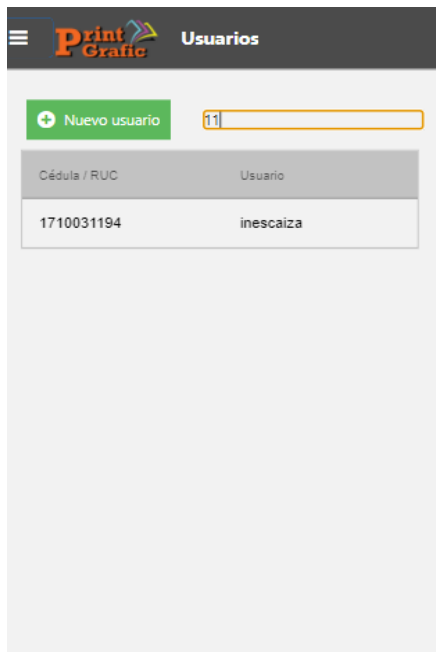 Print Grafic Usuarios
Nuevo usuario 11
Cédula / RUC Usuario
1710031194 inescaiza